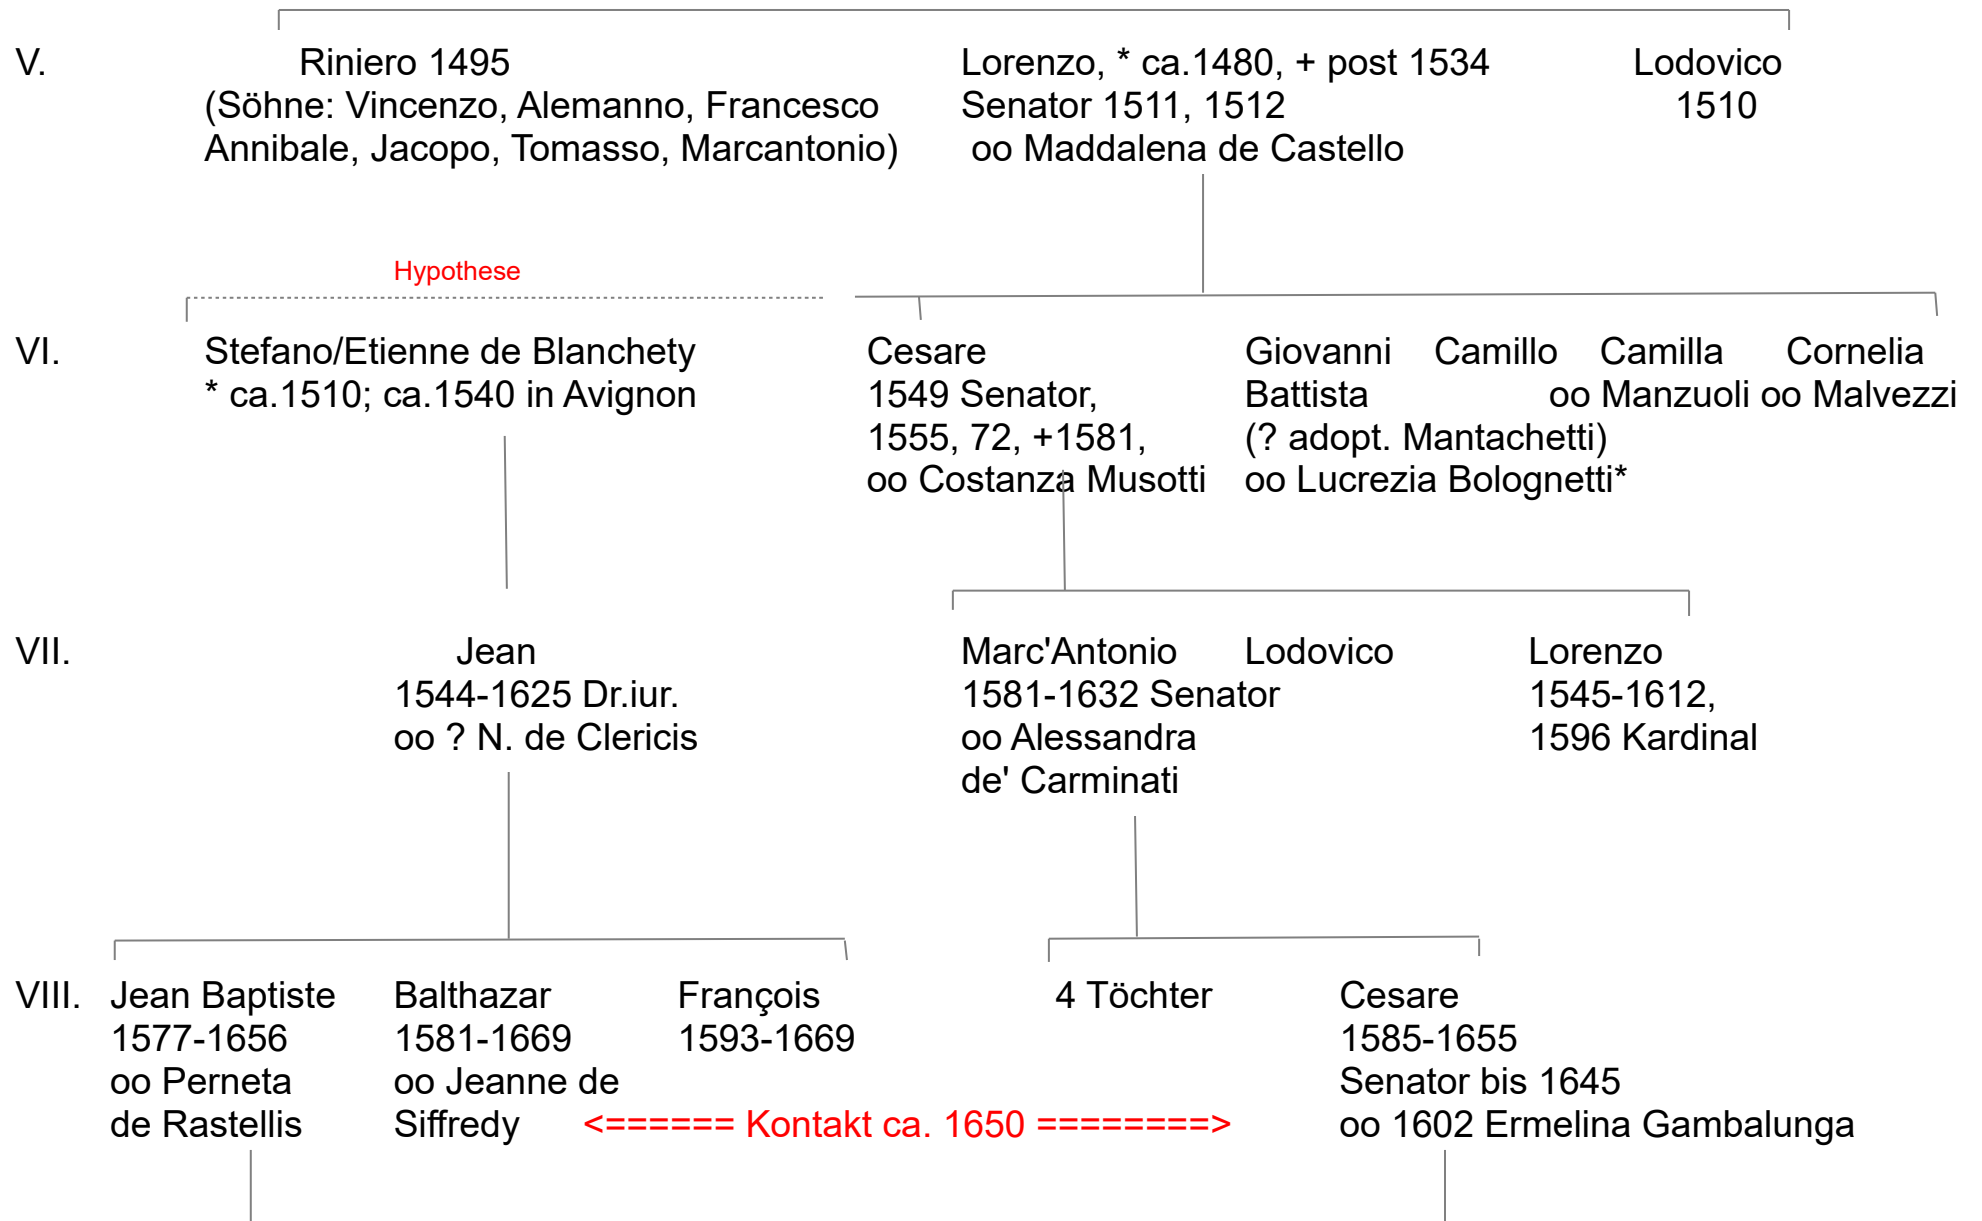 V. Riniero 1495 Lorenzo, * ca.1480, + post 1534 Lodovico
(Söhne: Vincenzo, Alemanno, Francesco Senator 1511, 1512 1510
Annibale, Jacopo, Tomasso, Marcantonio) oo Maddalena de Castello
Hypothese
VI. Stefano/Etienne de Blanchety Cesare Giovanni Camillo Camilla Cornelia
* ca.1510; ca.1540 in Avignon 1549 Senator, Battista oo Manzuoli oo Malvezzi
1555, 72, +1581, (? adopt. Mantachetti)
oo Costanza Musotti oo Lucrezia Bolognetti*
VII. Jean Marc'Antonio Lodovico Lorenzo
1544-1625 Dr.iur. 1581-1632 Senator 1545-1612,
oo ? N. de Clericis oo Alessandra 1596 Kardinal
de' Carminati
VIII. Jean Baptiste Balthazar François 4 Töchter Cesare
1577-1656 1581-1669 1593-1669 1585-1655
oo Perneta oo Jeanne de Senator bis 1645
de Rastellis Siffredy <====== Kontakt ca. 1650 ========> oo 1602 Ermelina Gambalunga